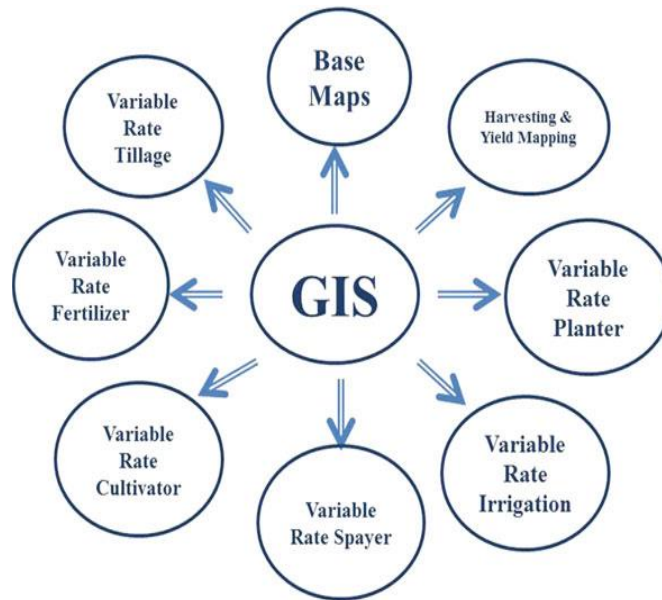 Base
Maps
Variable
Rate
Tillage
Harvesting &
Yield Mapping
Variable
Rate
Fertilizer
GIS
Variable
Rate
Planter
Variable
Rate
Cultivator
Variable
Rate Spayer
Variable
Rate
Irrigation